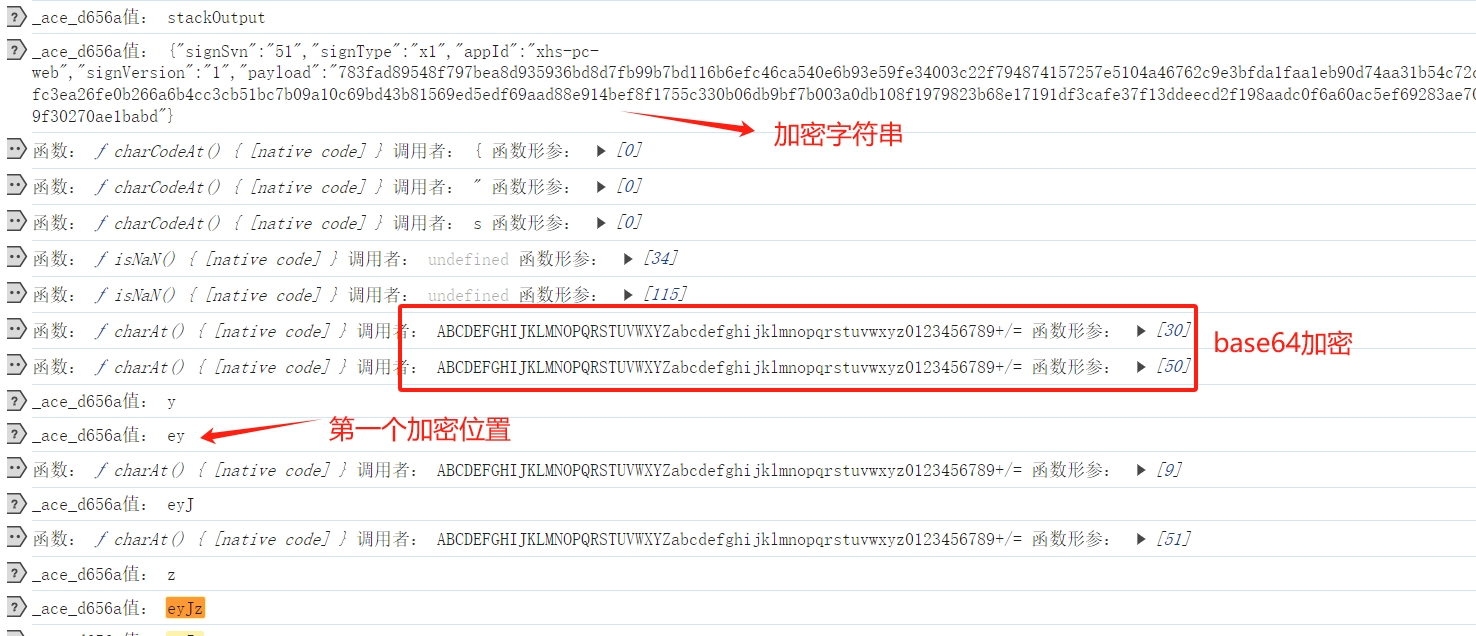 _ace_d656a值： stackOutput
_ace_d656a值： {"signSvn":"51","signType":"x1","appId":"xhs-pc-
web","signVersion":"1","payload":"783fad89548f797bea8d935936bd8d7fb99b7bd116b6efc46ca540e6b93e59fe34003c22f794874157257e5104a46762c9e3bfda1faa1eb90d74aa31b54c72c
fc3ea26fe0b266a6b4cc3cb51bc7b09a10c69bd43b81569ed5edf69aad88e914bef8f1755c330b06db9bf7b003a0db108f1979823b68e17191df3cafe37f13ddeecd2f198aadc0f6a60ac5ef69283ae70
9f30270ae1babd"}
加密字符串
函数： ƒ charCodeAt() { [native code] } 调用者： { 函数形参： ▶ [0]
函数： ƒ charCodeAt() { [native code] } 调用者： " 函数形参： ▶ [0]
函数： ƒ charCodeAt() { [native code] } 调用者： s 函数形参： ▶ [0]
函数： ƒ isNaN() { [native code] } 调用者： undefined 函数形参： ▶ [34]
函数： ƒ isNaN() { [native code] } 调用者： undefined 函数形参： ▶ [115]
函数： ƒ charAt() { [native code] } 调用者： ABCDEFGHIJKLMNOPQRSTUVWXYZabcdefghijklmnopqrstuvwxyz0123456789+/= 函数形参： ▶ [30]
base64加密
函数： ƒ charAt() { [native code] } 调用者： ABCDEFGHIJKLMNOPQRSTUVWXYZabcdefghijklmnopqrstuvwxyz0123456789+/= 函数形参： ▶ [50]
_ace_d656a值： y
_ace_d656a值： ey
第一个加密位置
函数： ƒ charAt() { [native code] } 调用者： ABCDEFGHIJKLMNOPQRSTUVWXYZabcdefghijklmnopqrstuvwxyz0123456789+/= 函数形参： ▶ [9]
_ace_d656a值： eyJ
函数： ƒ charAt() { [native code] } 调用者： ABCDEFGHIJKLMNOPQRSTUVWXYZabcdefghijklmnopqrstuvwxyz0123456789+/= 函数形参： ▶ [51]
_ace_d656a值： z
_ace_d656a值： eyJz